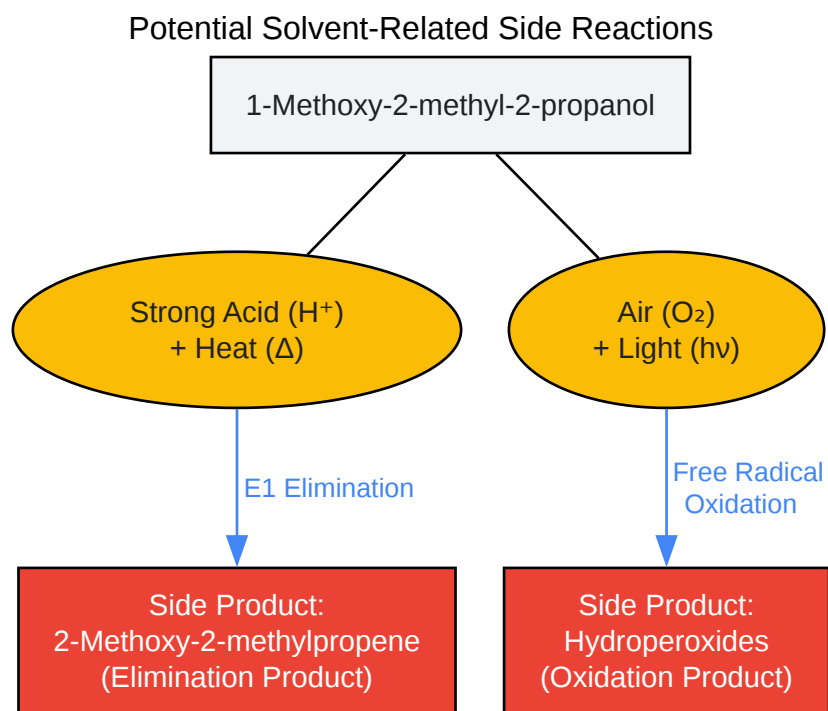 Potential Solvent-Related Side Reactions
1-Methoxy-2-methyl-2-propanol
Strong Acid (H⁺)
+ Heat (Δ)
Air (O₂)
+ Light (hν)
E1 Elimination
Free Radical
Oxidation
Side Product:
2-Methoxy-2-methylpropene
(Elimination Product)
Side Product:
Hydroperoxides
(Oxidation Product)